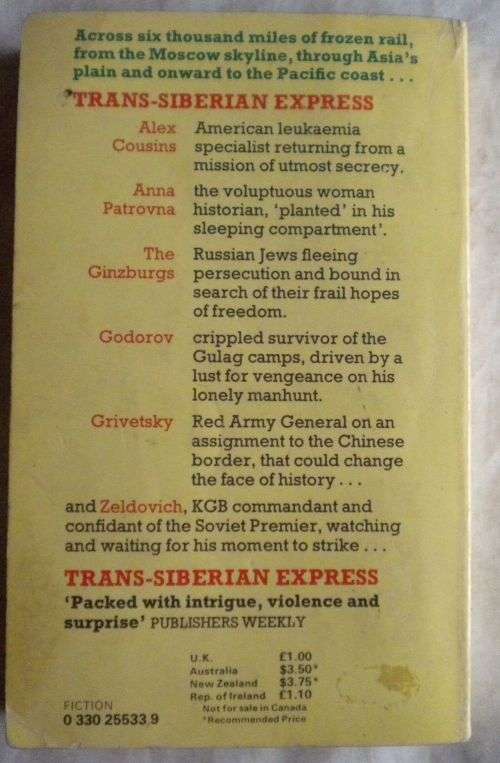 Across six thousand miles of frozen rail,
from the Moscow skyline, through Asia's
plain and onward to the Pacific coast . . .
TRANS-SIBERIAN EXPRESS
Alex Cousins American leukaemia
specialist returning from a
mission of utmost secrecy.
Anna Patrovna the voluptuous woman
historian, 'planted' in his
sleeping compartment'.
The Ginzburgs Russian Jews fleeing
persecution and bound in
search of their frail hopes
of freedom.
Godorov crippled survivor of the
Gulag camps, driven by a
lust for vengeance on his
lonely manhunt.
Grivetsky Red Army General on an
assignment to the Chinese
border, that could change
the face of history . . .
and Zeldovich, KGB commandant and
confidant of the Soviet Premier, watching
and waiting for his moment to strike . . .
TRANS-SIBERIAN EXPRESS
'Packed with intrigue, violence and
surprise' PUBLISHERS WEEKLY
U.K. £1.00
Australia $3.50*
New Zealand $3.75*
Rep. of Ireland £1.10
Not for sale in Canada
*Recommended Price
FICTION
0 330 25533.9